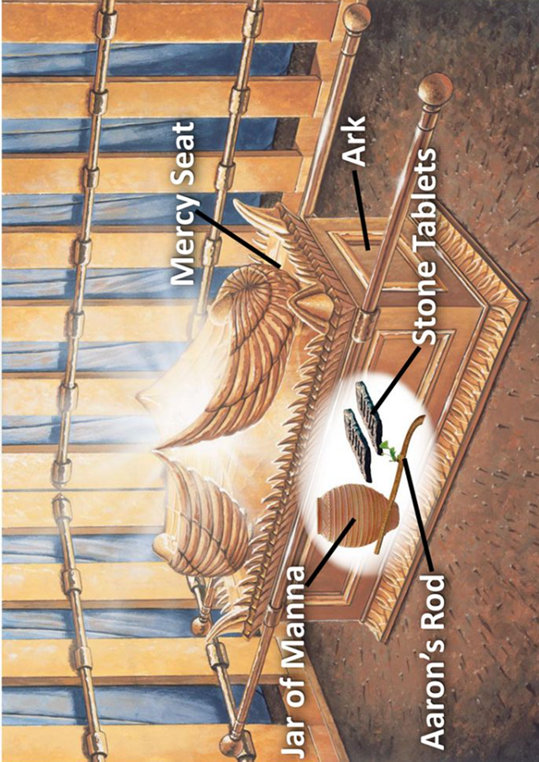 Mercy Seat
Jar of Manna
Ark
Aaron's Rod
Stone Tablets